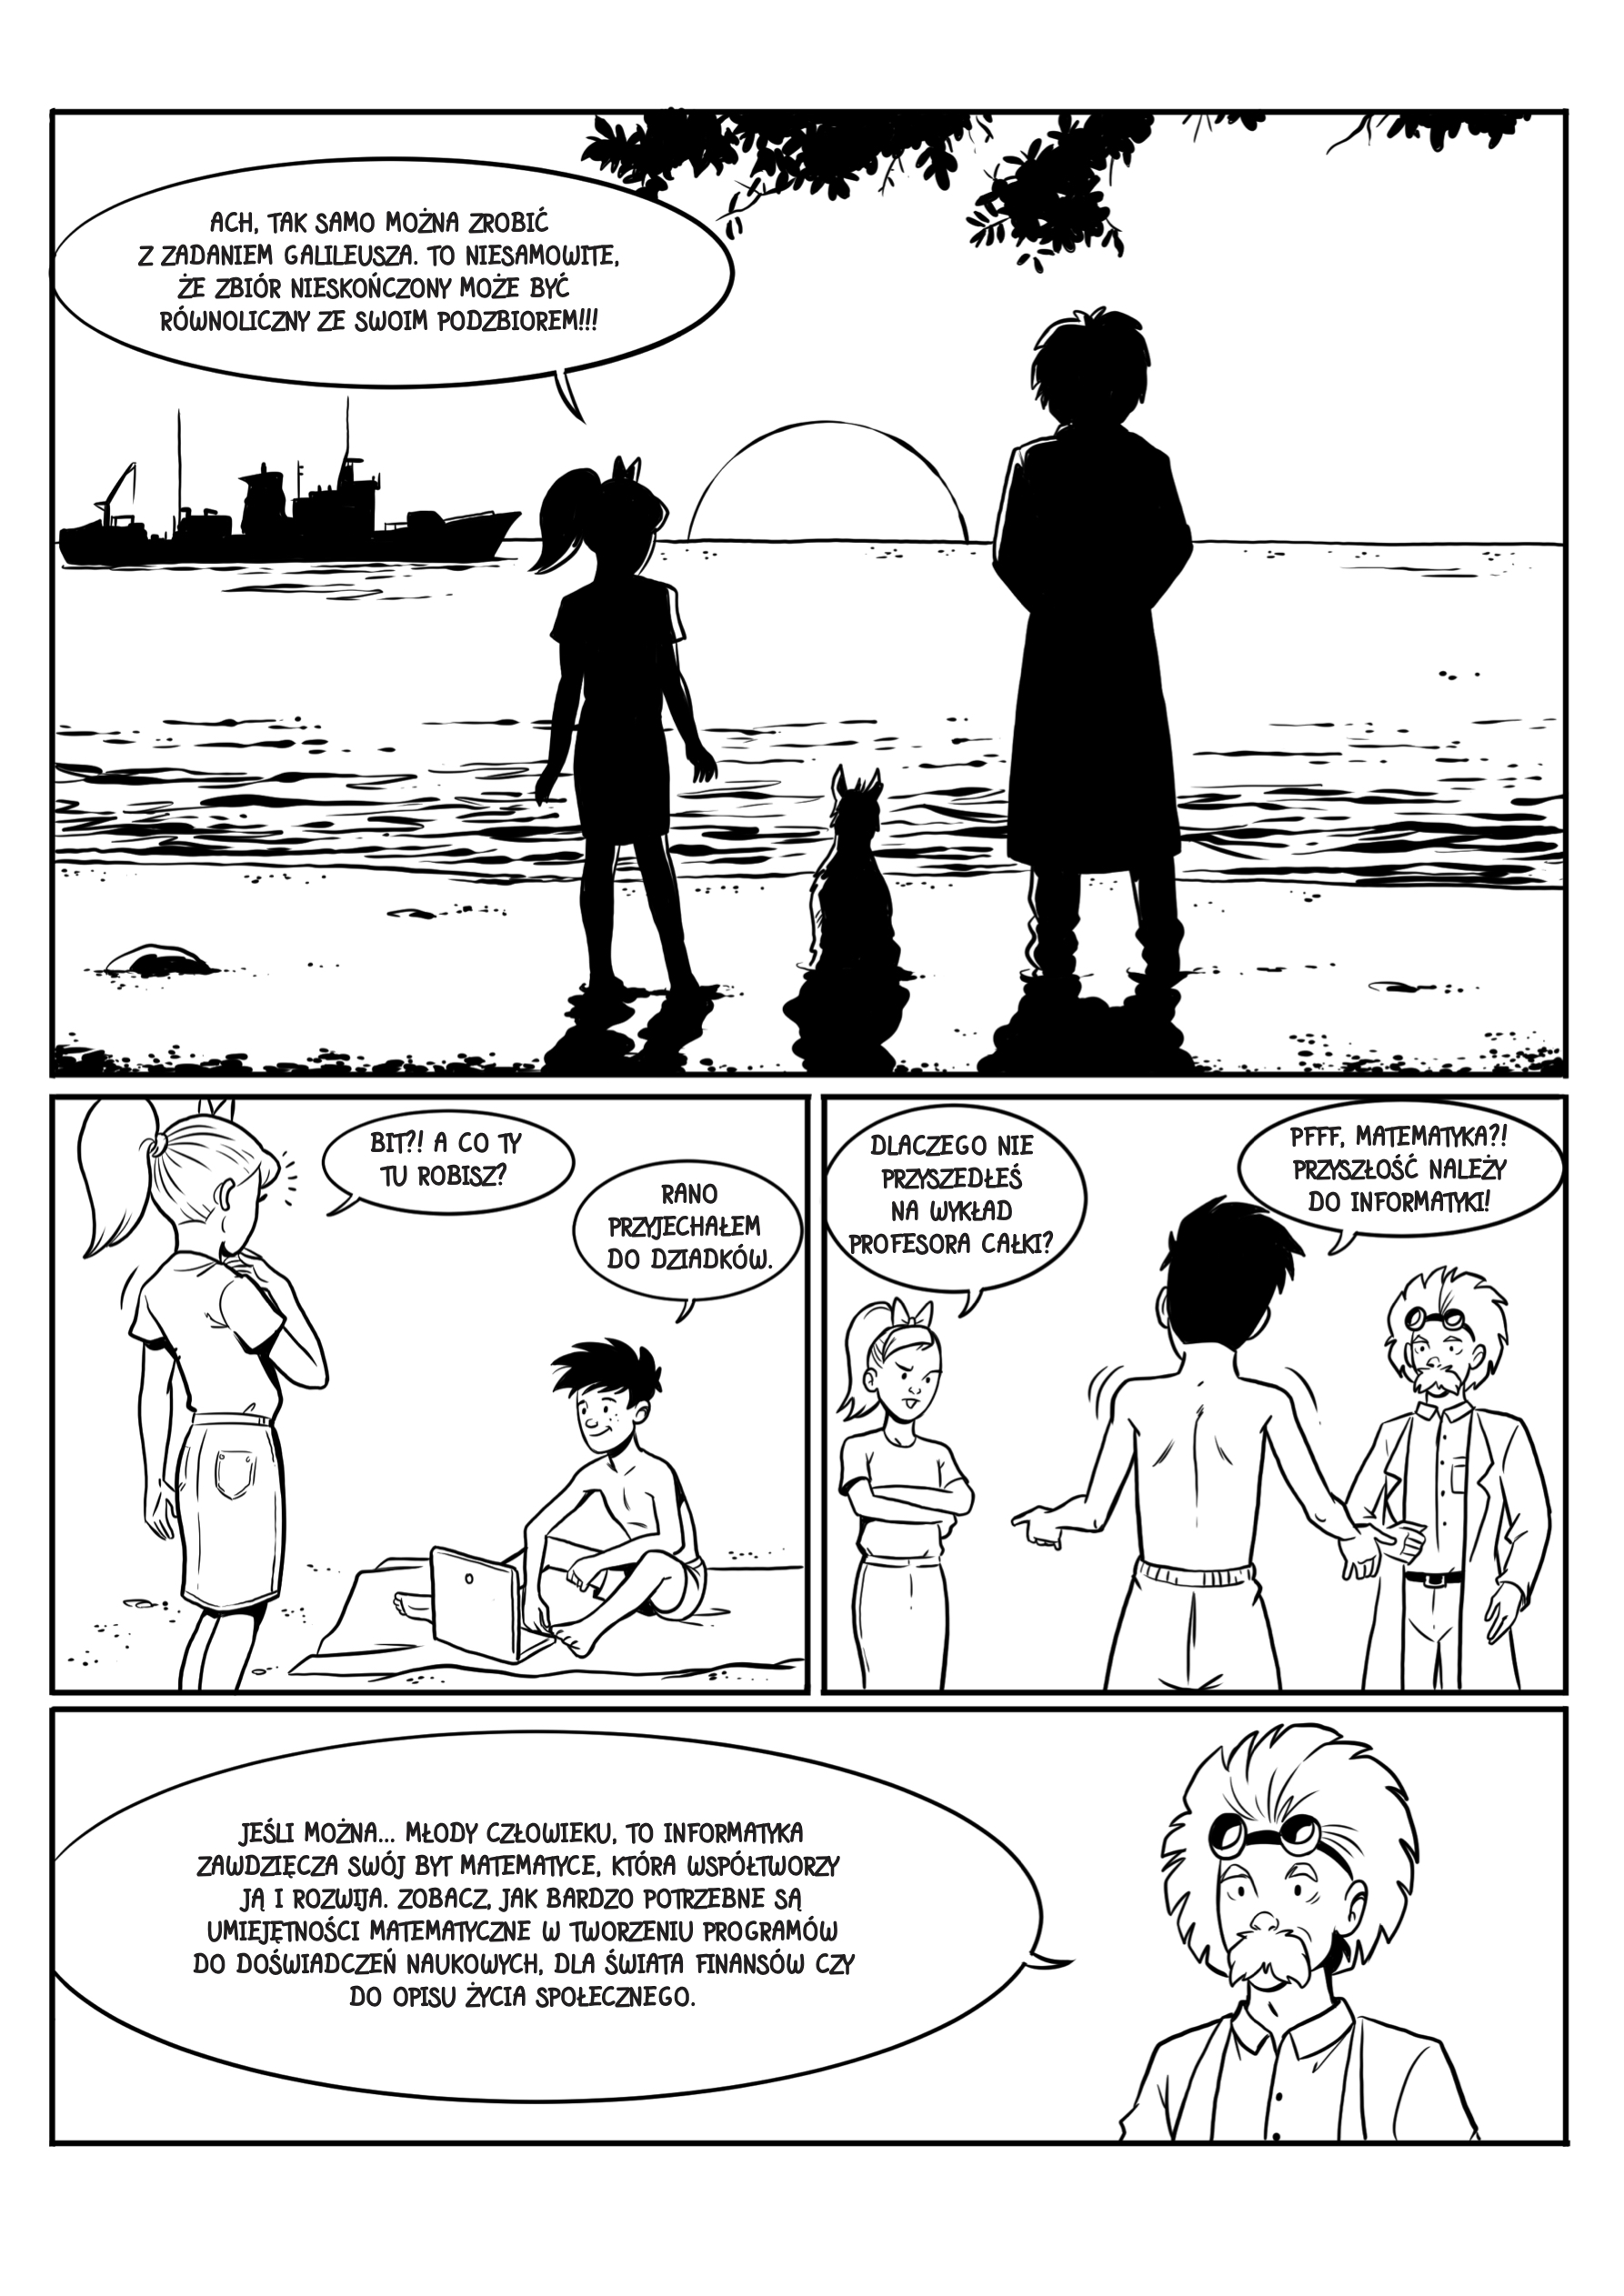 ACH, TAK SAMO MOŻNA ZROBIĆ
Z ZADANIEM GALILEUSZA. TO NIESAMOWITE,
ŻE ZBIÓR NIESKOŃCZONY MOŻE BYĆ
RÓWNOLICZNY ZE SWOIM PODZBIOREM!!!
BIT?! A CO TY
TU ROBISZ?
RANO
PRZYJECHAŁEM
DO DZIADKÓW.
DLACZEGO NIE
PRZYSZEDŁEŚ
NA WYKŁAD
PROFESORA CAŁKI?
PFFF, MATEMATYKA?!
PRZYSZŁOŚĆ NALEŻY
DO INFORMATYKI!
JEŚLI MOŻNA... MŁODY CZŁOWIEKU, TO INFORMATYKA
ZAWDZIĘCZA SWÓJ BYT MATEMATYCE, KTÓRA WSPÓŁTWORZY
JĄ I ROZWIJA. ZOBACZ, JAK BARDZO POTRZEBNE SĄ
UMIEJĘTNOŚCI MATEMATYCZNE W TWORZENIU PROGRAMÓW
DO DOŚWIADCZEŃ NAUKOWYCH, DLA ŚWIATA FINANSÓW CZY
DO OPISU ŻYCIA SPOŁECZNEGO.